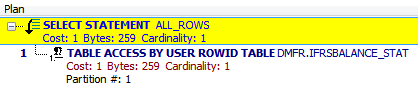 Plan
SELECT STATEMENT ALL_ROWS
Cost: 1 Bytes: 259 Cardinality: 1
1 TABLE ACCESS BY USER ROWID TABLE DMFR.IFRSBALANCE_STAT
Cost: 1 Bytes: 259 Cardinality: 1
Partition #: 1